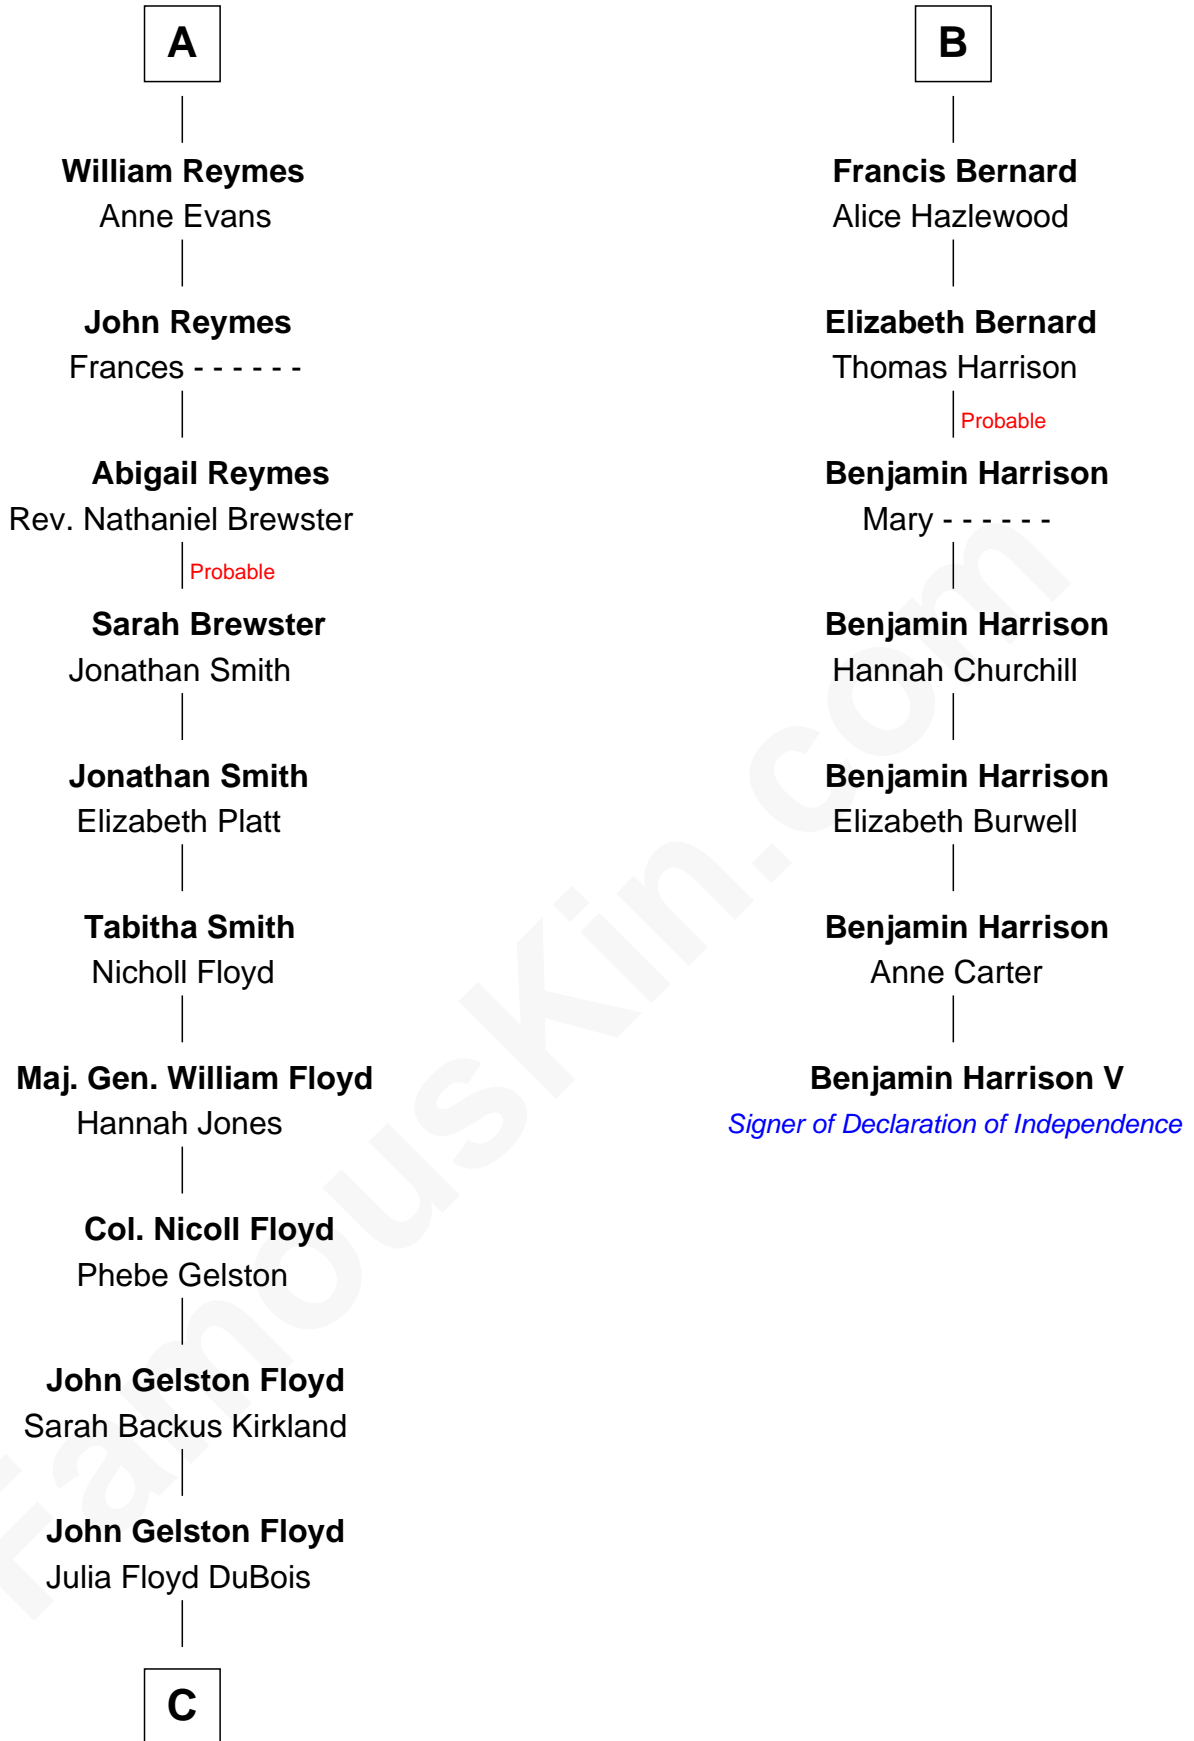 A
William Reymes
Anne Evans
John Reymes
Frances - - - - - -
Abigail Reymes
Rev. Nathaniel Brewster
Probable
Sarah Brewster
Jonathan Smith
Jonathan Smith
Elizabeth Platt
Tabitha Smith
Nicholl Floyd
Maj. Gen. William Floyd
Hannah Jones
Col. Nicoll Floyd
Phebe Gelston
John Gelston Floyd
Sarah Backus Kirkland
John Gelston Floyd
Julia Floyd DuBois
C
B
Francis Bernard
Alice Hazlewood
Elizabeth Bernard
Thomas Harrison
Probable
Benjamin Harrison
Mary - - - - - -
Benjamin Harrison
Hannah Churchill
Benjamin Harrison
Elizabeth Burwell
Benjamin Harrison
Anne Carter
Benjamin Harrison V
Signer of Declaration of Independence
FamousKin.com